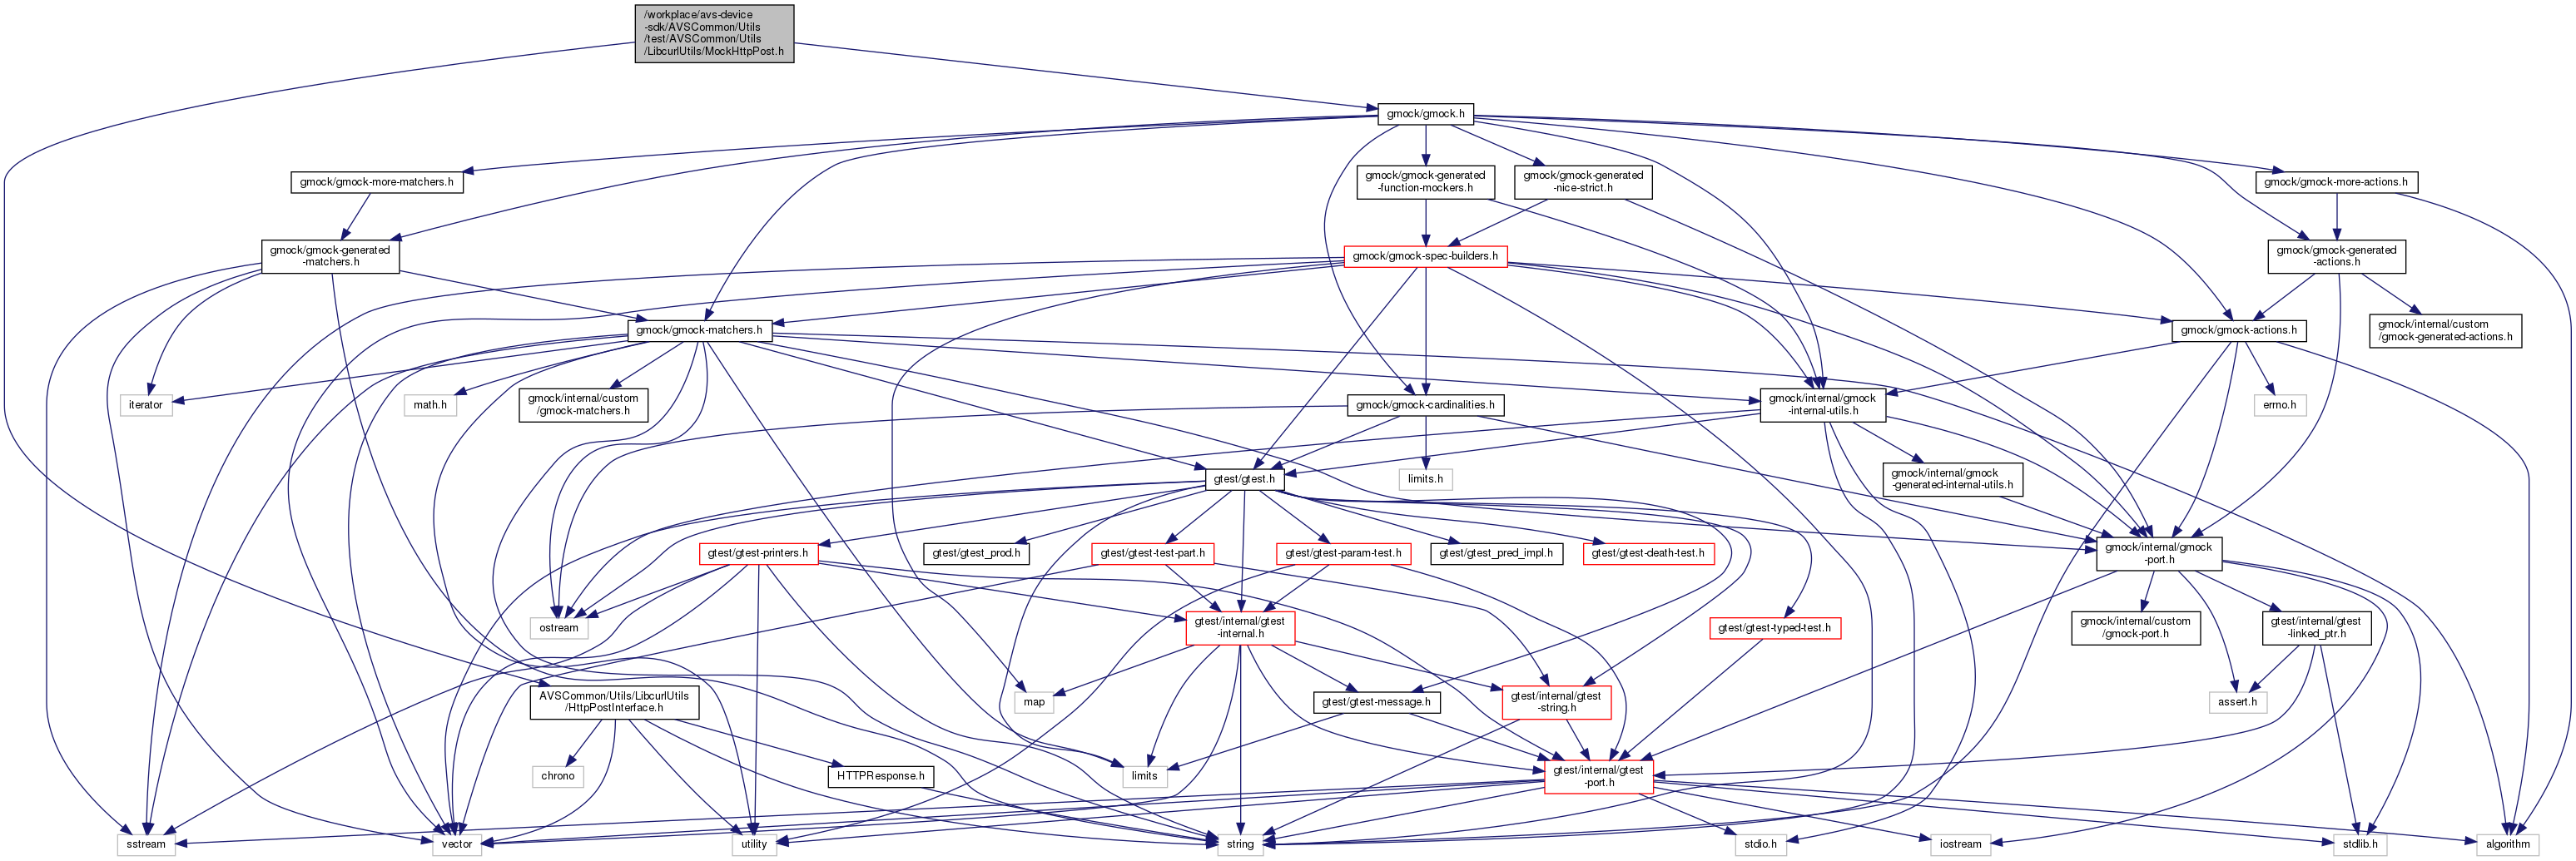 /workplace/avs-device
-sdk/AVSCommon/Utils
/test/AVSCommon/Utils
/LibcurlUtils/MockHttpPost.h
gmock/gmock.h
gmock/gmock-more-matchers.h
gmock/gmock-generated
-function-mockers.h
gmock/gmock-generated
-nice-strict.h
gmock/gmock-more-actions.h
gmock/gmock-generated
-matchers.h
gmock/gmock-spec-builders.h
gmock/gmock-generated
-actions.h
gmock/gmock-matchers.h
gmock/gmock-actions.h
gmock/internal/custom
/gmock-generated-actions.h
iterator
math.h
gmock/internal/custom
/gmock-matchers.h
gmock/gmock-cardinalities.h
gmock/internal/gmock
-internal-utils.h
errno.h
gtest/gtest.h
limits.h
gmock/internal/gmock
-generated-internal-utils.h
gtest/gtest-printers.h
gtest/gtest_prod.h
gtest/gtest-test-part.h
gtest/gtest-param-test.h
gtest/gtest_pred_impl.h
gtest/gtest-death-test.h
gmock/internal/gmock
-port.h
ostream
gtest/internal/gtest
-internal.h
gtest/gtest-typed-test.h
gmock/internal/custom
/gmock-port.h
gtest/internal/gtest
-linked_ptr.h
AVSCommon/Utils/LibcurlUtils
/HttpPostInterface.h
map
gtest/gtest-message.h
gtest/internal/gtest
-string.h
assert.h
chrono
HTTPResponse.h
limits
gtest/internal/gtest
-port.h
sstream
vector
utility
string
stdio.h
iostream
stdlib.h
algorithm